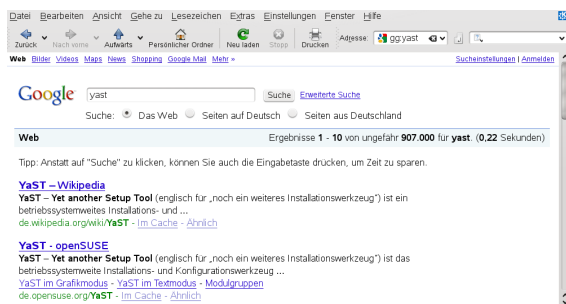 Datei Bearbeiten Ansicht Gehe zu Lesezeichen Extras Einstellungen Fenster Hilfe
Zurück Nach vorne Aufwärts Persönlicher Ordner Neu laden Stopp Drucken Adresse: gg:yast
Web Bilder Videos Maps News Shopping Google Mail Mehr » Sucheinstellungen | Anmelden
Google yast Suche Erweiterte Suche
Suche: Das Web Seiten auf Deutsch Seiten aus Deutschland
Web Ergebnisse 1 - 10 von ungefähr 907.000 für yast. (0,22 Sekunden)
Tipp: Anstatt auf "Suche" zu klicken, können Sie auch die Eingabetaste drücken, um Zeit zu sparen.
YaST – Wikipedia
YaST – Yet another Setup Tool (englisch für „noch ein weiteres Installationswerkzeug") ist ein
betriebssystemweites Installations- und ...
de.wikipedia.org/wiki/YaST - Im Cache - Ähnlich
YaST - openSUSE
YaST – Yet another Setup Tool (englisch für „noch ein weiteres Installationswerkzeug") ist das
betriebssystemweite Installations- und Konfigurationswerkzeug ...
YaST im Grafikmodus - YaST im Textmodus - Modulgruppen
de.opensuse.org/YaST - Im Cache - Ähnlich